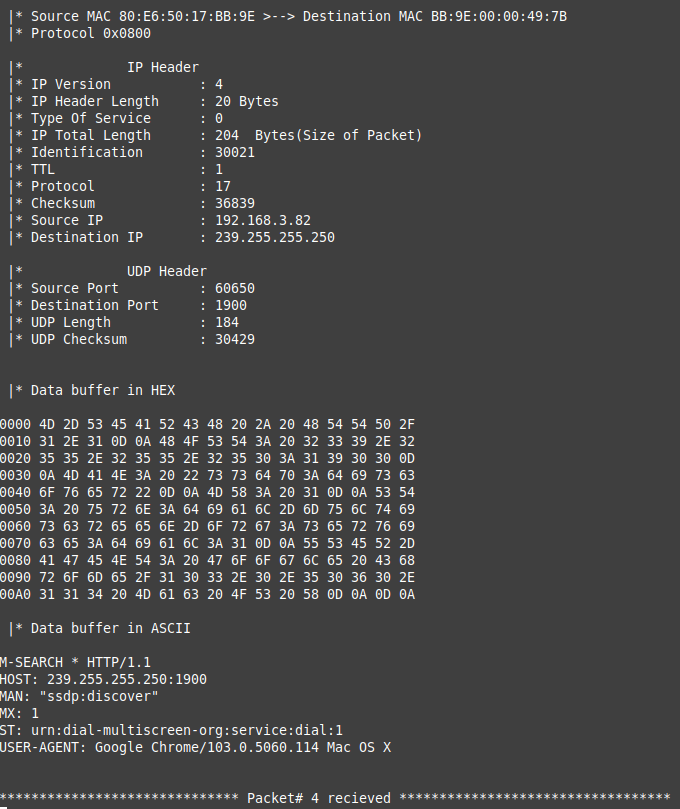 |* Source MAC 80:E6:50:17:BB:9E >--> Destination MAC BB:9E:00:00:49:7B
|* Protocol 0x0800
|* IP Header
|* IP Version : 4
|* IP Header Length : 20 Bytes
|* Type Of Service : 0
|* IP Total Length : 204 Bytes(Size of Packet)
|* Identification : 30021
|* TTL : 1
|* Protocol : 17
|* Checksum : 36839
|* Source IP : 192.168.3.82
|* Destination IP : 239.255.255.250
|* UDP Header
|* Source Port : 60650
|* Destination Port : 1900
|* UDP Length : 184
|* UDP Checksum : 30429
|* Data buffer in HEX
0000 4D 2D 53 45 41 52 43 48 20 2A 20 48 54 54 50 2F
0010 31 2E 31 0D 0A 48 4F 53 54 3A 20 32 33 39 2E 32
0020 35 35 2E 32 35 35 2E 32 35 30 3A 31 39 30 30 0D
0030 0A 4D 41 4E 3A 20 22 73 73 64 70 3A 64 69 73 63
0040 6F 76 65 72 22 0D 0A 4D 58 3A 20 31 0D 0A 53 54
0050 3A 20 75 72 6E 3A 64 69 61 6C 2D 6D 75 6C 74 69
0060 73 63 72 65 65 6E 2D 6F 72 67 3A 73 65 72 76 69
0070 63 65 3A 64 69 61 6C 3A 31 0D 0A 55 53 45 52 2D
0080 41 47 45 4E 54 3A 20 47 6F 6F 67 6C 65 20 43 68
0090 72 6F 6D 65 2F 31 30 33 2E 30 2E 35 30 36 30 2E
00A0 31 31 34 20 4D 61 63 20 4F 53 20 58 0D 0A 0D 0A
|* Data buffer in ASCII
M-SEARCH * HTTP/1.1
HOST: 239.255.255.250:1900
MAN: "ssdp:discover"
MX: 1
ST: urn:dial-multiscreen-org:service:dial:1
USER-AGENT: Google Chrome/103.0.5060.114 Mac OS X
****************************** Packet# 4 recieved **********************************